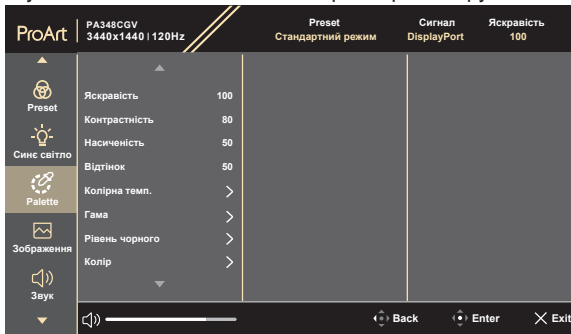 ProArt
PA348CGV
3440x1440 | 120Hz
Preset
Стандартний режим
Сигнал
DisplayPort
Яскравість
100
Preset
Синє світло
Palette
Зображення
Звук
Яскравість 100
Контрастність 80
Насиченість 50
Відтінок 50
Колірна темп.
Гама
Рівень чорного
Колір
Back
Enter
Exit